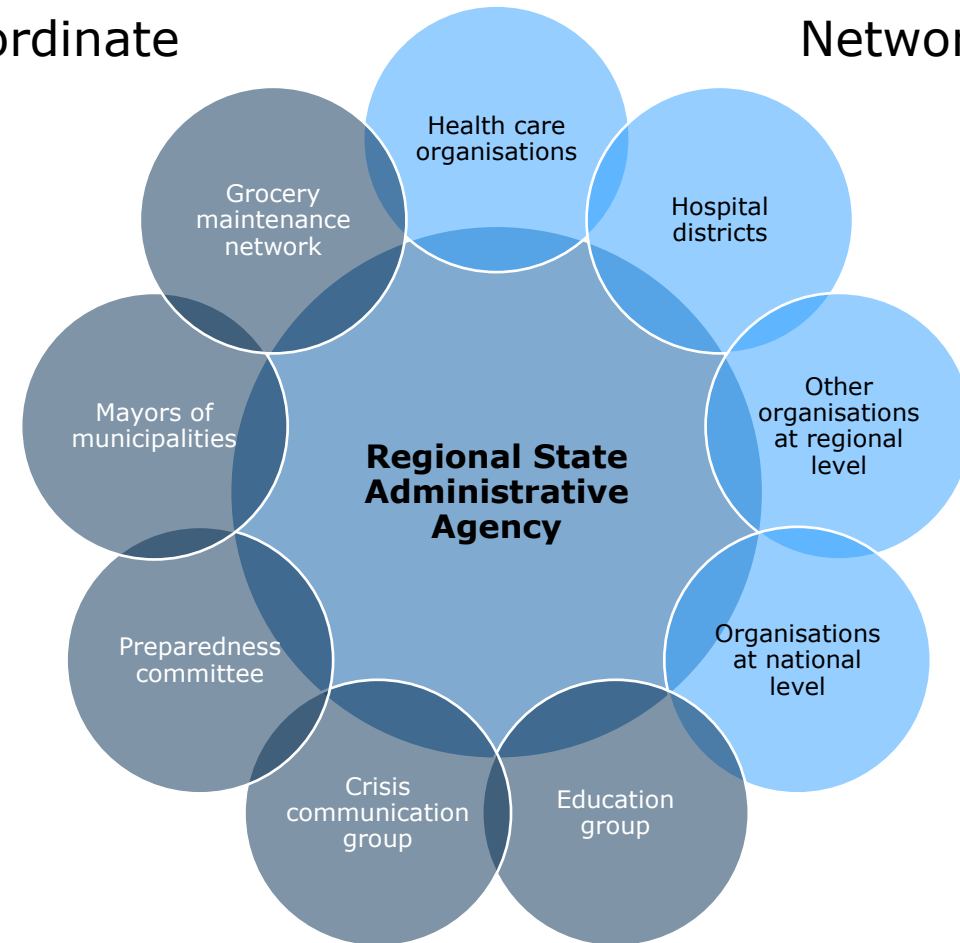 ordinate
Networ
Health care
organisations
Hospital
districts
Other
organisations
at regional
level
Organisations
at national
level
Education
group
Crisis
communication
group
Preparedness
committee
Mayors of
municipalities
Grocery
maintenance
network
Regional State
Administrative
Agency